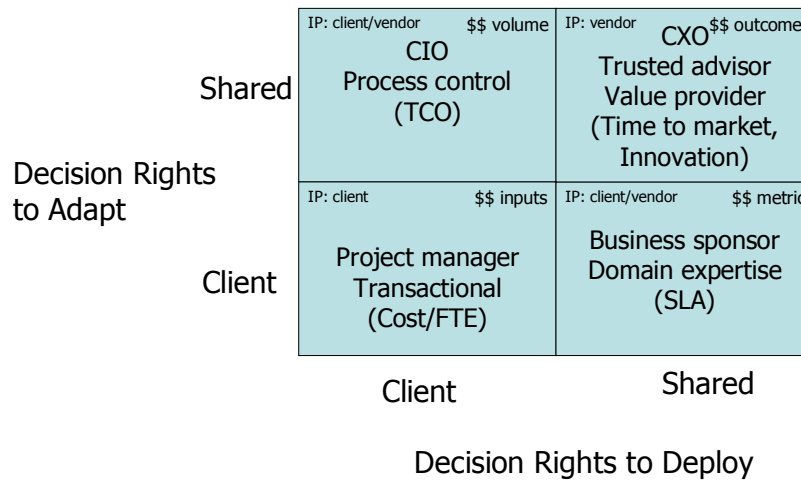 IP: client/vendor $$ volume
CIO
Process control
(TCO)
IP: vendor $$ outcome
CXO
Trusted advisor
Value provider
(Time to market,
Innovation)
Shared
Decision Rights
to Adapt
IP: client $$ inputs
Project manager
Transactional
(Cost/FTE)
IP: client/vendor $$ metric
Business sponsor
Domain expertise
(SLA)
Client
Client
Shared
Decision Rights to Deploy